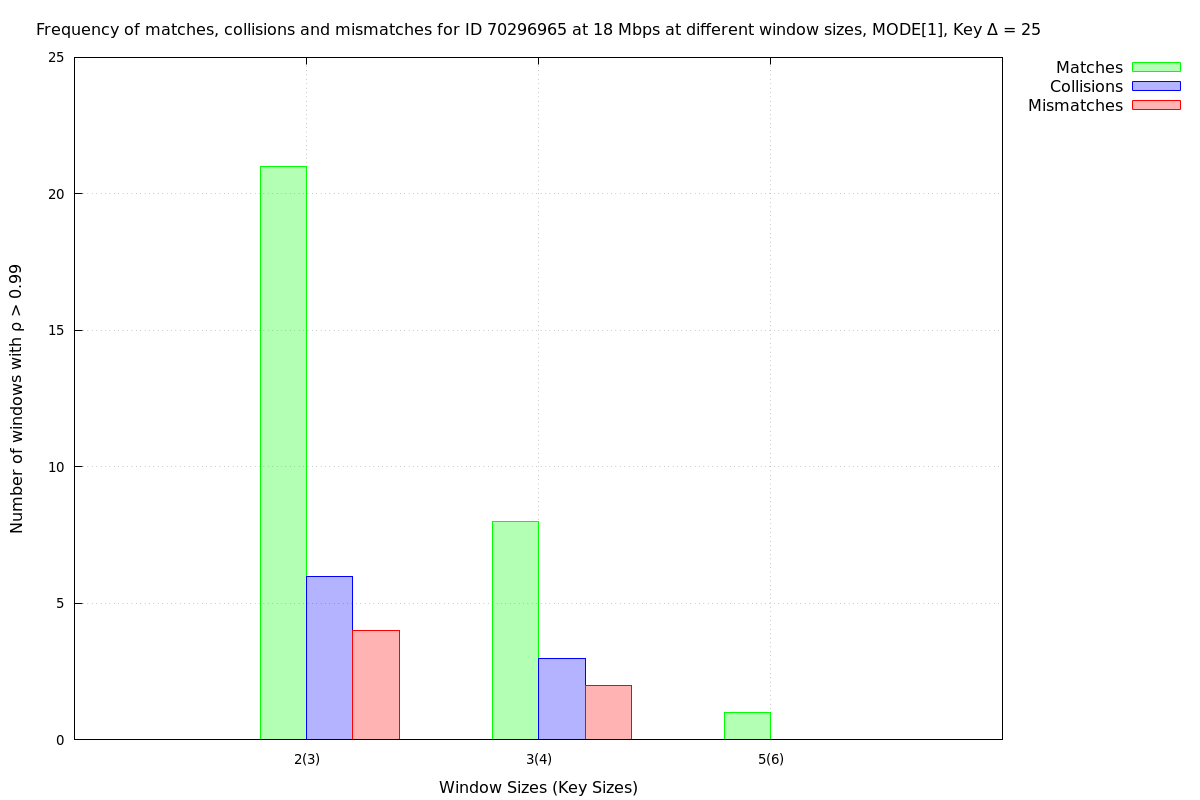 Frequency of matches, collisions and mismatches for ID 70296965 at 18 Mbps at different window sizes, MODE[1], Key Δ = 25
Matches
Collisions
Mismatches
Number of windows with ρ > 0.99
25
20
15
10
5
0
2(3) 3(4) 5(6)
Window Sizes (Key Sizes)